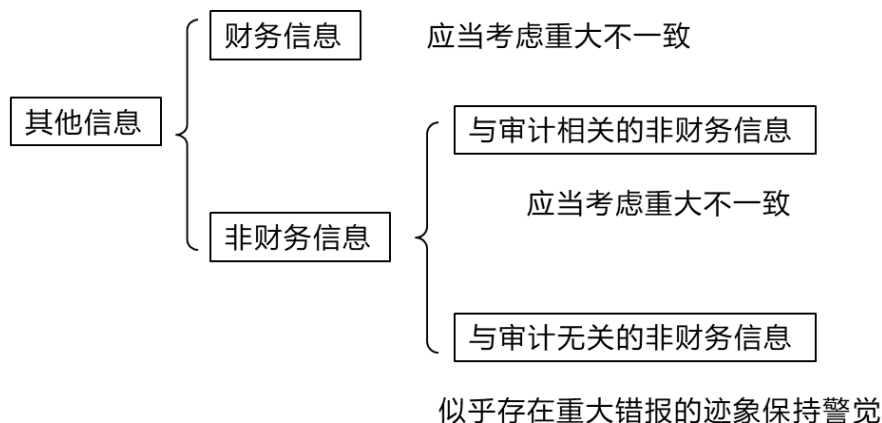 财务信息
应当考虑重大不一致
其他信息
与审计相关的非财务信息
应当考虑重大不一致
非财务信息
与审计无关的非财务信息
似乎存在重大错报的迹象保持警觉